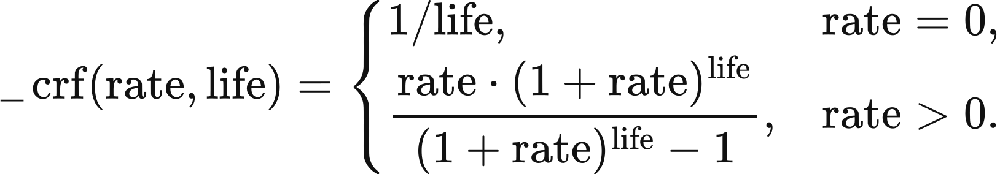 _crf(rate, life) = { 1/life, rate = 0,
rate · (1 + rate)^life / ((1 + rate)^life − 1), rate > 0.